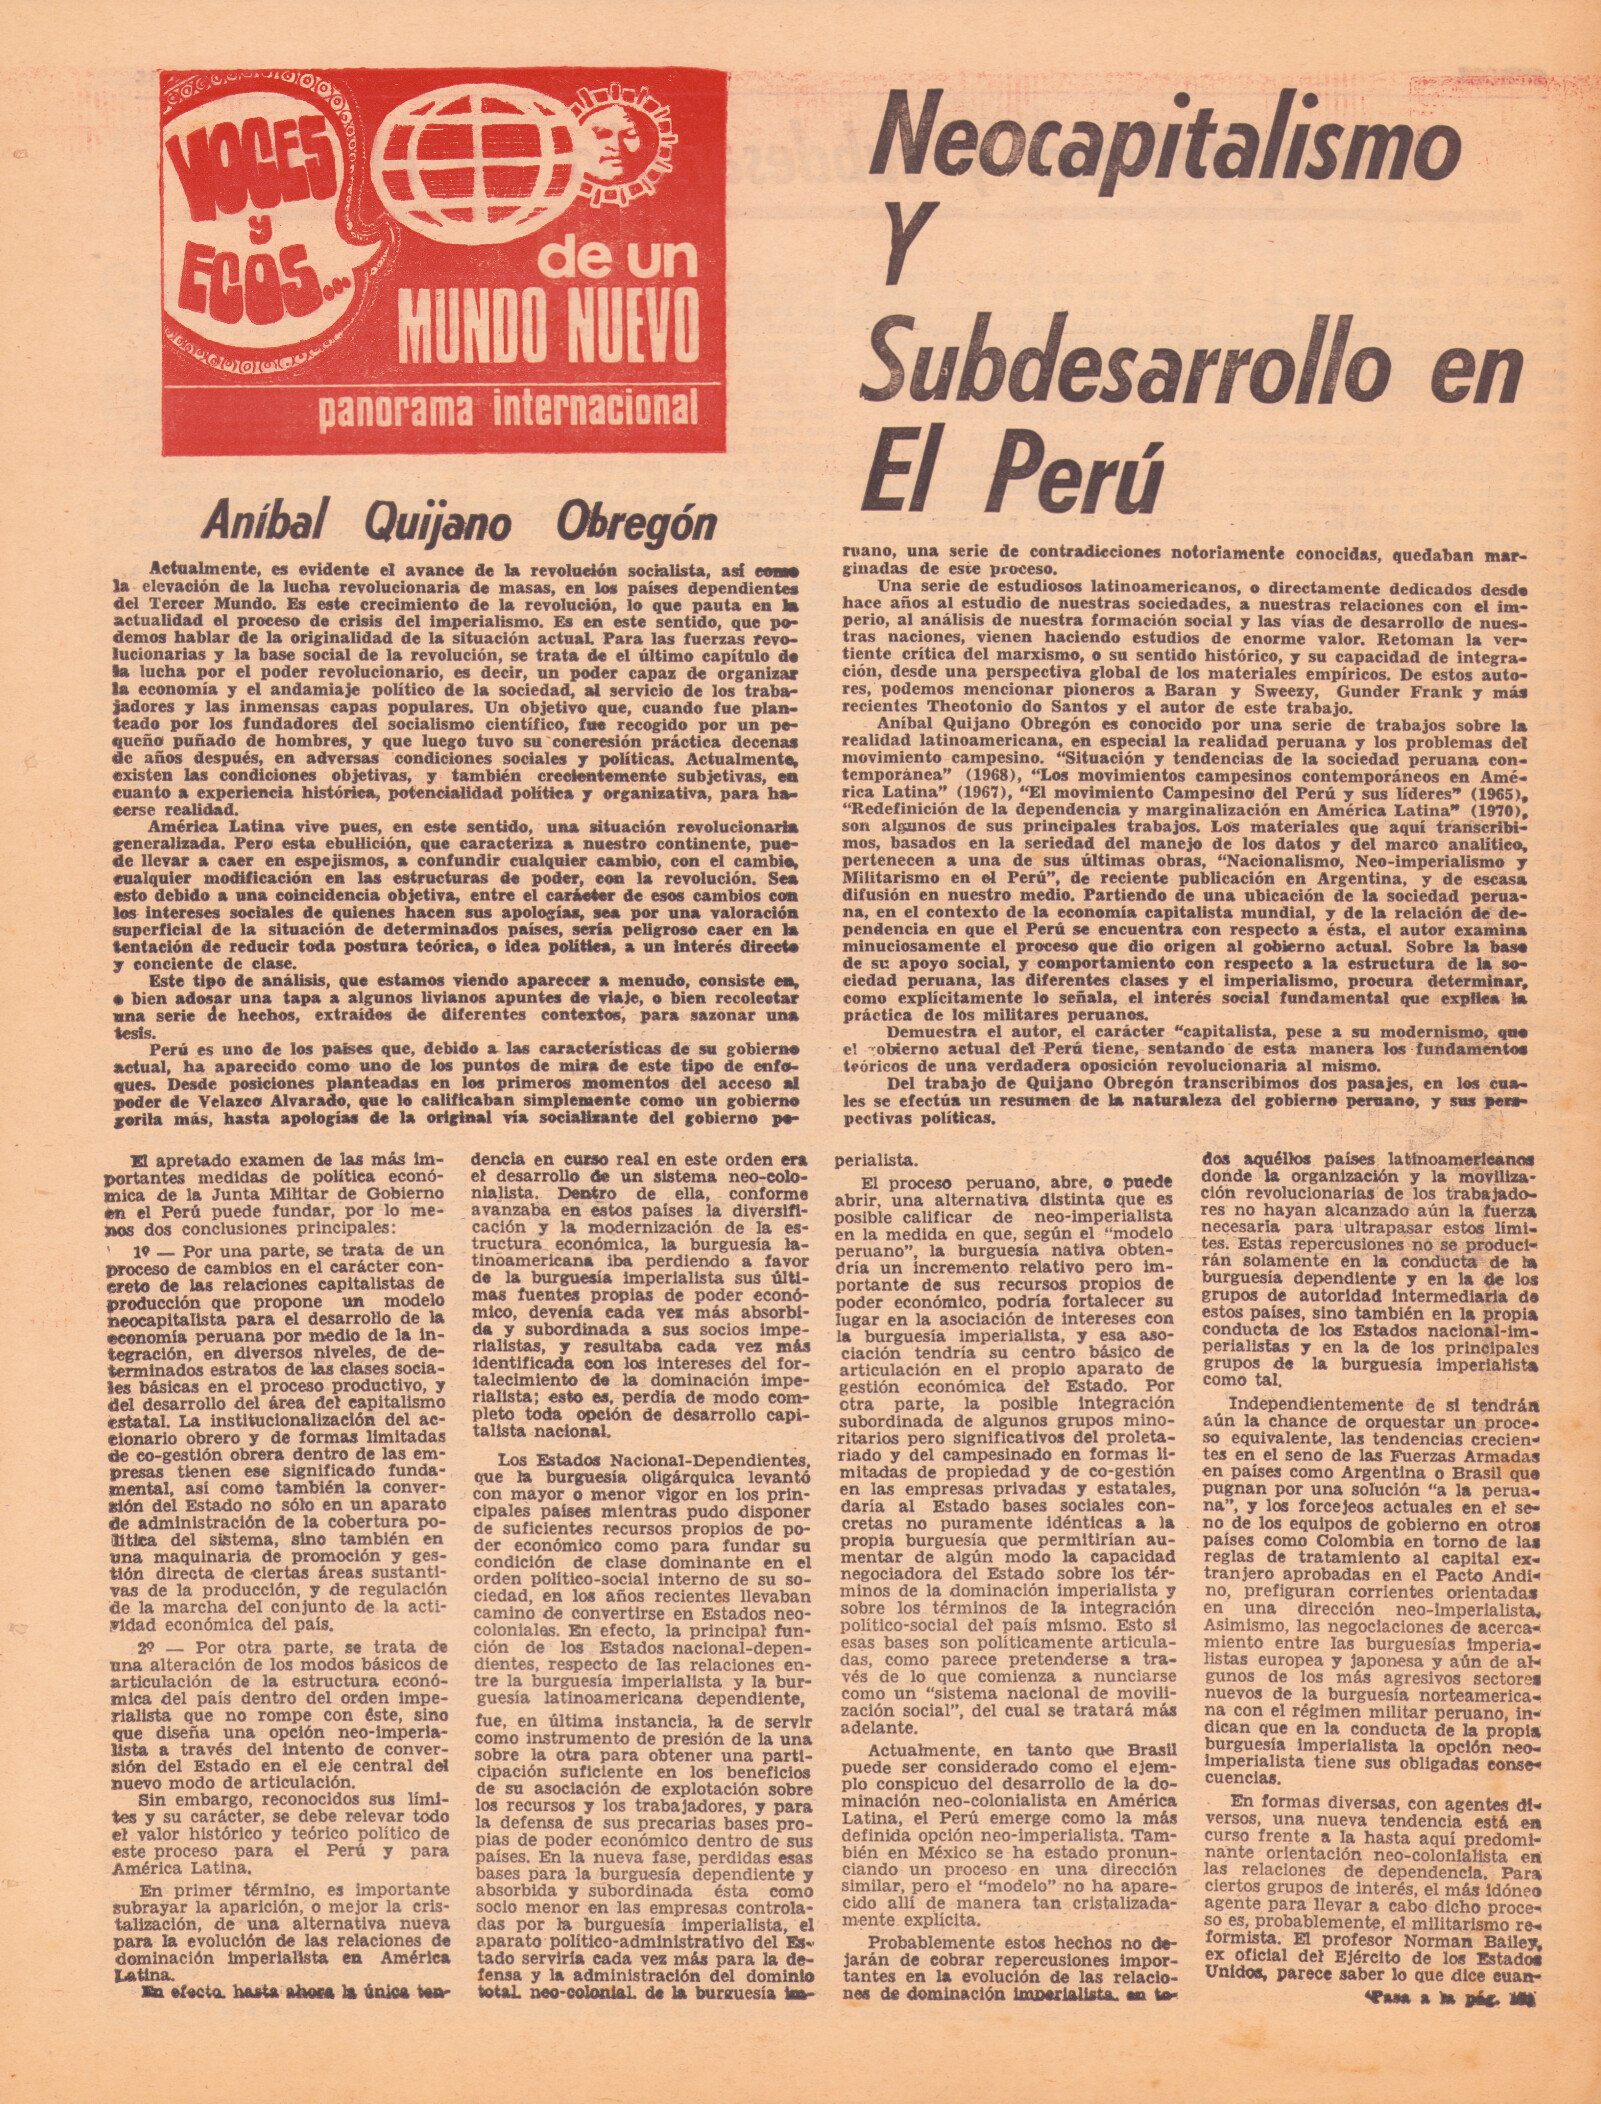 VOCES
y
ECOS...
de un
MUNDO NUEVO
panorama internacional
Neocapitalismo
Y
Subdesarrollo en
El Perú
Aníbal Quijano Obregón
Actualmente, es evidente el avance de la revolución socialista, así como
la elevación de la lucha revolucionaria de masas, en los países dependientes
del Tercer Mundo. Es este crecimiento de la revolución, lo que pauta en la
actualidad el proceso de crisis del imperialismo. Es en este sentido, que po-
demos hablar de la originalidad de la situación actual. Para las fuerzas revo-
lucionarias y la base social de la revolución, se trata de el último capítulo de
la lucha por el poder revolucionario, es decir, un poder capaz de organizar
la economía y el andamiaje político de la sociedad, al servicio de los traba-
jadores y las inmensas capas populares. Un objetivo que, cuando fue plan-
teado por los fundadores del socialismo científico, fue recogido por un pe-
queño puñado de hombres, y que luego tuvo su concresión práctica decenas
de años después, en adversas condiciones sociales y políticas. Actualmente,
existen las condiciones objetivas, y también crecientemente subjetivas, en
cuanto a experiencia histórica, potencialidad política y organizativa, para ha-
cerse realidad.
América Latina vive pues, en este sentido, una situación revolucionaria
generalizada. Pero esta ebullición, que caracteriza a nuestro continente, pue-
de llevar a caer en espejismos, a confundir cualquier cambio, con el cambio,
cualquier modificación en las estructuras de poder, con la revolución. Sea
esto debido a una coincidencia objetiva, entre el carácter de esos cambios con
los intereses sociales de quienes hacen sus apologías, sea por una valoración
superficial de la situación de determinados países, sería peligroso caer en la
tentación de reducir toda postura teórica, o idea política, a un interés directo
y conciente de clase.
Este tipo de análisis, que estamos viendo aparecer a menudo, consiste en,
o bien adosar una tapa a algunos livianos apuntes de viaje, o bien recolectar
una serie de hechos, extraídos de diferentes contextos, para sazonar una
tesis.
Perú es uno de los países que, debido a las características de su gobierno
actual, ha aparecido como uno de los puntos de mira de este tipo de enfo-
ques. Desde posiciones planteadas en los primeros momentos del acceso al
poder de Velazco Alvarado, que lo calificaban simplemente como un gobierno
gorila más, hasta apologías de la original vía socializante del gobierno pe-
ruano, una serie de contradicciones notoriamente conocidas, quedaban mar-
ginadas de este proceso.
Una serie de estudiosos latinoamericanos, o directamente dedicados desde
hace años al estudio de nuestras sociedades, a nuestras relaciones con el im-
perio, al análisis de nuestra formación social y las vías de desarrollo de nues-
tras naciones, vienen haciendo estudios de enorme valor. Retoman la ver-
tiente crítica del marxismo, o su sentido histórico, y su capacidad de integra-
ción, desde una perspectiva global de los materiales empíricos. De estos auto-
res, podemos mencionar pioneros a Baran y Sweezy, Gunder Frank y más
recientes Theotonio do Santos y el autor de este trabajo.
Aníbal Quijano Obregón es conocido por una serie de trabajos sobre la
realidad latinoamericana, en especial la realidad peruana y los problemas del
movimiento campesino. "Situación y tendencias de la sociedad peruana con-
temporánea" (1968), "Los movimientos campesinos contemporáneos en Amé-
rica Latina" (1967), "El movimiento Campesino del Perú y sus líderes" (1965),
"Redefinición de la dependencia y marginalización en América Latina" (1970),
son algunos de sus principales trabajos. Los materiales que aquí transcribi-
mos, basados en la seriedad del manejo de los datos y del marco analítico,
pertenecen a una de sus últimas obras, "Nacionalismo, Neo-imperialismo y
Militarismo en el Perú", de reciente publicación en Argentina, y de escasa
difusión en nuestro medio. Partiendo de una ubicación de la sociedad perua-
na, en el contexto de la economía capitalista mundial, y de la relación de de-
pendencia en que el Perú se encuentra con respecto a ésta, el autor examina
minuciosamente el proceso que dio origen al gobierno actual. Sobre la base
de su apoyo social, y comportamiento con respecto a la estructura de la so-
ciedad peruana, las diferentes clases y el imperialismo, procura determinar,
como explícitamente lo señala, el interés social fundamental que explica la
práctica de los militares peruanos.
Demuestra el autor, el carácter "capitalista, pese a su modernismo, que
el gobierno actual del Perú tiene, sentando de esta manera los fundamentos
teóricos de una verdadera oposición revolucionaria al mismo.
Del trabajo de Quijano Obregón transcribimos dos pasajes, en los cua-
les se efectúa un resumen de la naturaleza del gobierno peruano, y sus pers-
pectivas políticas.
El apretado examen de las más im-
portantes medidas de política econó-
mica de la Junta Militar de Gobierno
en el Perú puede fundar, por lo me-
nos dos conclusiones principales:
1º — Por una parte, se trata de un
proceso de cambios en el carácter con-
creto de las relaciones capitalistas de
producción que propone un modelo
neocapitalista para el desarrollo de la
economía peruana por medio de la in-
tegración, en diversos niveles, de de-
terminados estratos de las clases socia-
les básicas en el proceso productivo, y
del desarrollo del área del capitalismo
estatal. La institucionalización del ac-
cionario obrero y de formas limitadas
de co-gestión obrera dentro de las em-
presas tienen ese significado funda-
mental, así como también la conver-
sión del Estado no sólo en un aparato
de administración de la cobertura po-
lítica del sistema, sino también en
una maquinaria de promoción y ges-
tión directa de ciertas áreas sustanti-
vas de la producción, y de regulación
de la marcha del conjunto de la acti-
vidad económica del país.
2º — Por otra parte, se trata de
una alteración de los modos básicos de
articulación de la estructura econó-
mica del país dentro del orden impe-
rialista que no rompe con éste, sino
que diseña una opción neo-imperia-
lista a través del intento de conver-
sión del Estado en el eje central del
nuevo modo de articulación.
Sin embargo, reconocidos sus lími-
tes y su carácter, se debe relevar todo
el valor histórico y teórico político de
este proceso para el Perú y para
América Latina.
En primer término, es importante
subrayar la aparición, o mejor la cris-
talización, de una alternativa nueva
para la evolución de las relaciones de
dominación imperialista en América
Latina.
En efecto, hasta ahora la única ten-
dencia en curso real en este orden era
el desarrollo de un sistema neo-colo-
nialista. Dentro de ella, conforme
avanzaba en estos países la diversifi-
cación y la modernización de la es-
tructura económica, la burguesía la-
tinoamericana iba perdiendo a favor
de la burguesía imperialista sus últi-
mas fuentes propias de poder econó-
mico, devenía cada vez más absorbi-
da y subordinada a sus socios impe-
rialistas, y resultaba cada vez más
identificada con los intereses del for-
talecimiento de la dominación impe-
rialista; esto es, perdía de modo com-
pleto toda opción de desarrollo capi-
talista nacional.
Los Estados Nacional-Dependientes,
que la burguesía oligárquica levantó
con mayor o menor vigor en los prin-
cipales países mientras pudo disponer
de suficientes recursos propios de po-
der económico como para fundar su
condición de clase dominante en el
orden político-social interno de su so-
ciedad, en los años recientes llevaban
camino de convertirse en Estados neo-
coloniales. En efecto, la principal fun-
ción de los Estados nacional-depen-
dientes, respecto de las relaciones en-
tre la burguesía imperialista y la bur-
guesía latinoamericana dependiente,
fue, en última instancia, la de servir
como instrumento de presión de la una
sobre la otra para obtener una parti-
cipación suficiente en los beneficios
de su asociación de explotación sobre
los recursos y los trabajadores, y para
la defensa de sus precarias bases pro-
pias de poder económico dentro de sus
países. En la nueva fase, perdidas esas
bases para la burguesía dependiente y
absorbida y subordinada ésta como
socio menor en las empresas controla-
das por la burguesía imperialista, el
aparato político-administrativo del Es-
tado serviría cada vez más para la de-
fensa y la administración del dominio
total. neo-colonial. de la burguesía im-
perialista.
El proceso peruano, abre, o puede
abrir, una alternativa distinta que es
posible calificar de neo-imperialista
en la medida en que, según el "modelo
peruano", la burguesía nativa obten-
dría un incremento relativo pero im-
portante de sus recursos propios de
poder económico, podría fortalecer su
lugar en la asociación de intereses con
la burguesía imperialista, y esa aso-
ciación tendría su centro básico de
articulación en el propio aparato de
gestión económica del Estado. Por
otra parte, la posible integración
subordinada de algunos grupos mino-
ritarios pero significativos del proleta-
riado y del campesinado en formas li-
mitadas de propiedad y de co-gestión
en las empresas privadas y estatales,
daría al Estado bases sociales con-
cretas no puramente idénticas a la
propia burguesía que permitirían au-
mentar de algún modo la capacidad
negociadora del Estado sobre los tér-
minos de la dominación imperialista y
sobre los términos de la integración
político-social del país mismo. Esto si
esas bases son políticamente articula-
das, como parece pretenderse a tra-
vés de lo que comienza a nunciarse
como un "sistema nacional de movili-
zación social", del cual se tratará más
adelante.
Actualmente, en tanto que Brasil
puede ser considerado como el ejem-
plo conspicuo del desarrollo de la do-
minación neo-colonialista en América
Latina, el Perú emerge como la más
definida opción neo-imperialista. Tam-
bién en México se ha estado pronun-
ciando un proceso en una dirección
similar, pero el "modelo" no ha apare-
cido allí de manera tan cristalizada-
mente explícita.
Probablemente estos hechos no de-
jarán de cobrar repercusiones impor-
tantes en la evolución de las relacio-
nes de dominación imperialista. en to-
dos aquéllos países latinoamericanos
donde la organización y la moviliza-
ción revolucionarias de los trabajado-
res no hayan alcanzado aún la fuerza
necesaria para ultrapasar estos lími-
tes. Estas repercusiones no se produci-
rán solamente en la conducta de la
burguesía dependiente y en la de los
grupos de autoridad intermediaria de
estos países, sino también en la propia
conducta de los Estados nacional-im-
perialistas y en la de los principales
grupos de la burguesía imperialista
como tal.
Independientemente de si tendrán
aún la chance de orquestar un proce-
so equivalente, las tendencias crecien-
tes en el seno de las Fuerzas Armadas
en países como Argentina o Brasil que
pugnan por una solución "a la perua-
na", y los forcejeos actuales en el se-
no de los equipos de gobierno en otros
países como Colombia en torno de las
reglas de tratamiento al capital ex-
tranjero aprobadas en el Pacto Andi-
no, prefiguran corrientes orientadas
en una dirección neo-imperialista.
Asimismo, las negociaciones de acerca-
miento entre las burguesías imperia-
listas europea y japonesa y aún de al-
gunos de los más agresivos sectores
nuevos de la burguesía norteamerica-
na con el régimen militar peruano, in-
dican que en la conducta de la propia
burguesía imperialista la opción neo-
imperialista tiene sus obligadas conse-
cuencias.
En formas diversas, con agentes di-
versos, una nueva tendencia está en
curso frente a la hasta aquí predomi-
nante orientación neo-colonialista en
las relaciones de dependencia. Para
ciertos grupos de interés, el más idóneo
agente para llevar a cabo dicho proce-
so es, probablemente, el militarismo re-
formista. El profesor Norman Bailey,
ex oficial del Ejército de los Estados
Unidos, parece saber lo que dice cuan-
Pasa a la pág.